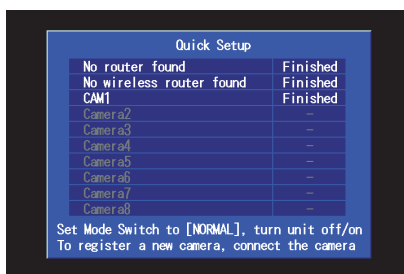 Quick Setup
No router found Finished
No wireless router found Finished
CAM1 Finished
Camera2 –
Camera3 –
Camera4 –
Camera5 –
Camera6 –
Camera7 –
Camera8 –
Set Mode Switch to [NORMAL], turn unit off/on
To register a new camera, connect the camera